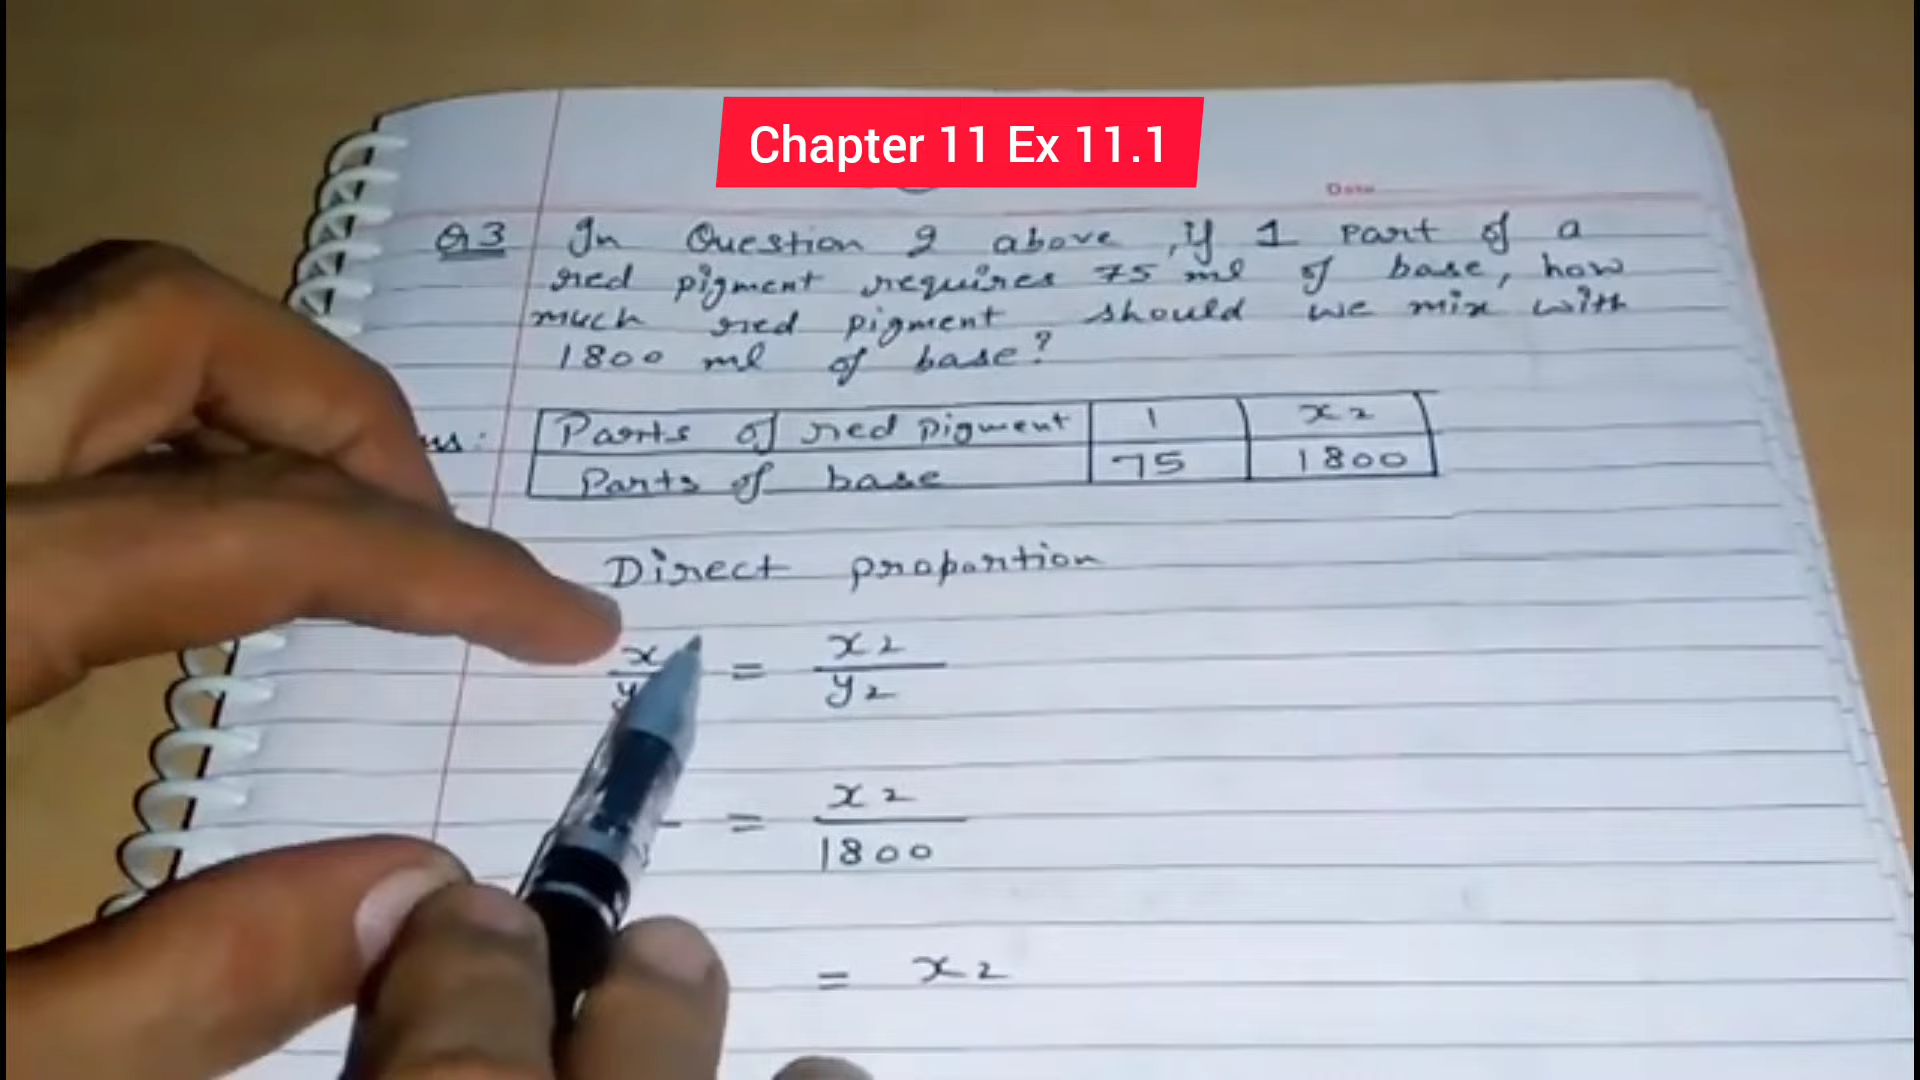 Chapter 11 Ex 11.1
Date
Q3 In Question 2 above, if 1 part of a
red pigment requires 75 ml of base, how
much red pigment should we mix with
1800 ml of base?
Parts of red pigment 1 x2
Parts of base 75 1800
Direct proportion
x = x2
y y2
= x2
1800
= x2